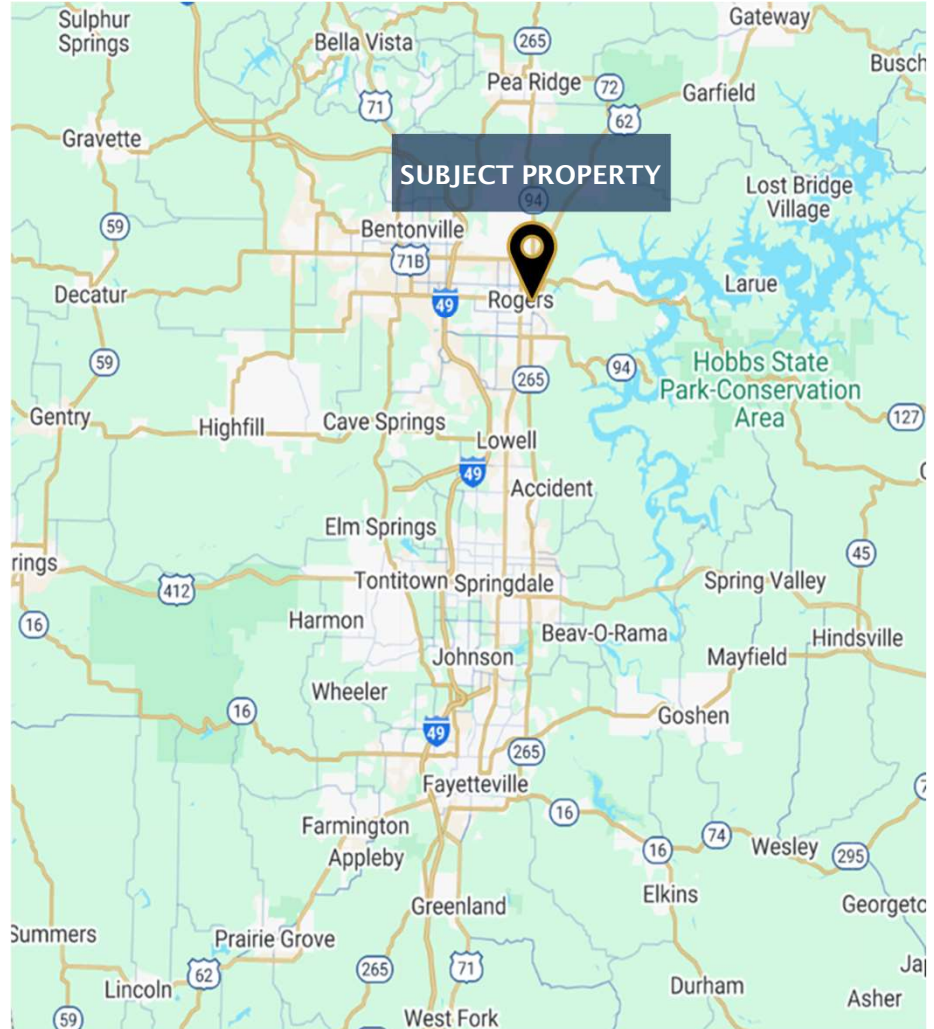 Sulphur
Springs
Gateway
Bella Vista
265
Busch
Pea Ridge
72
Garfield
71
62
Gravette
SUBJECT PROPERTY
Lost Bridge
Village
94
59
Bentonville
71B
Larue
Decatur
49
Rogers
59
94
Hobbs State
Park-Conservation
Area
265
127
Gentry
Highfill
Cave Springs
Lowell
49
Accident
Elm Springs
45
rings
412
Tontitown
Springdale
Spring Valley
16
Harmon
Beav-O-Rama
Hindsville
Johnson
Mayfield
Wheeler
16
Goshen
49
265
Fayetteville
7
16
Farmington
74
Wesley
Appleby
16
295
Elkins
Greenland
Georgeto
Summers
Prairie Grove
265
71
Jap
62
Lincoln
Durham
Asher
59
West Fork